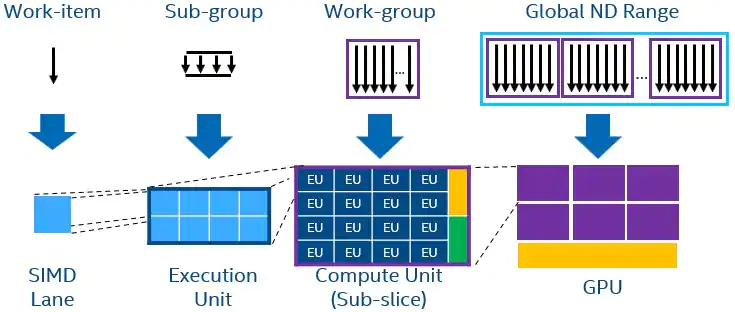 Work-item
Sub-group
Work-group
Global ND Range
...
...
EU EU EU EU
EU EU EU EU
EU EU EU EU
EU EU EU EU
SIMD
Lane
Execution
Unit
Compute Unit
(Sub-slice)
GPU